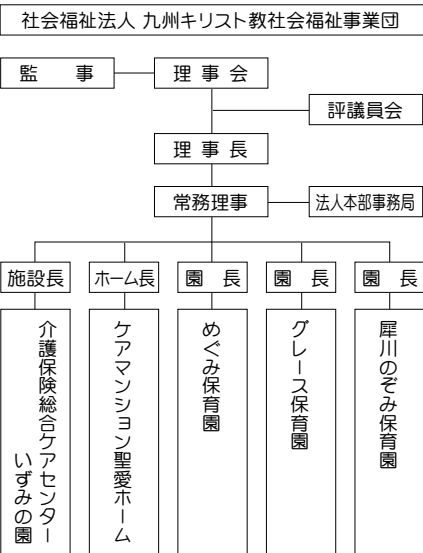 社会福祉法人 九州キリスト教社会福祉事業団
監　事
理 事 会
評議員会
理 事 長
常務理事
法人本部事務局
施設長
ホーム長
園　長
園　長
園　長
介護保険総合ケアセンター
いずみの園
ケアマンション聖愛ホーム
めぐみ保育園
グレース保育園
犀川のぞみ保育園